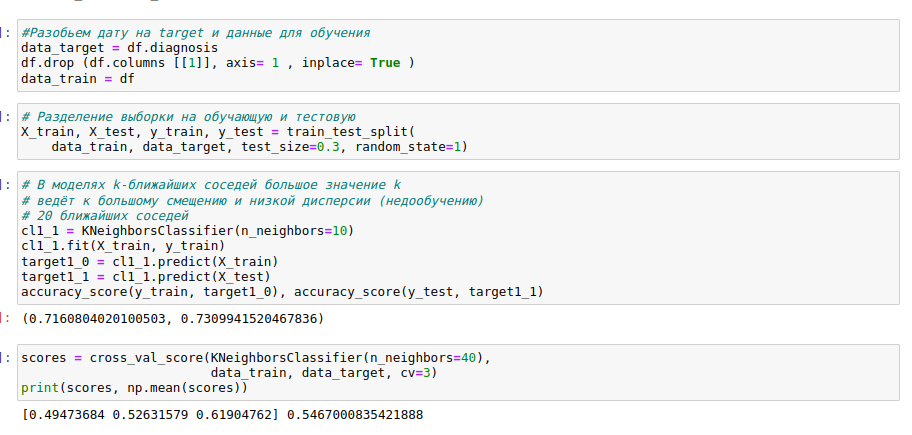 ]: #Разобьем дату на target и данные для обучения
data_target = df.diagnosis
df.drop (df.columns [[1]], axis= 1 , inplace= True )
data_train = df
]: # Разделение выборки на обучающую и тестовую
X_train, X_test, y_train, y_test = train_test_split(
data_train, data_target, test_size=0.3, random_state=1)
]: # В моделях k-ближайших соседей большое значение k
# ведёт к большому смещению и низкой дисперсии (недообучению)
# 20 ближайших соседей
cl1_1 = KNeighborsClassifier(n_neighbors=10)
cl1_1.fit(X_train, y_train)
target1_0 = cl1_1.predict(X_train)
target1_1 = cl1_1.predict(X_test)
accuracy_score(y_train, target1_0), accuracy_score(y_test, target1_1)
]: (0.7160804020100503, 0.7309941520467836)
]: scores = cross_val_score(KNeighborsClassifier(n_neighbors=40),
data_train, data_target, cv=3)
print(scores, np.mean(scores))
[0.49473684 0.52631579 0.61904762] 0.5467000835421888